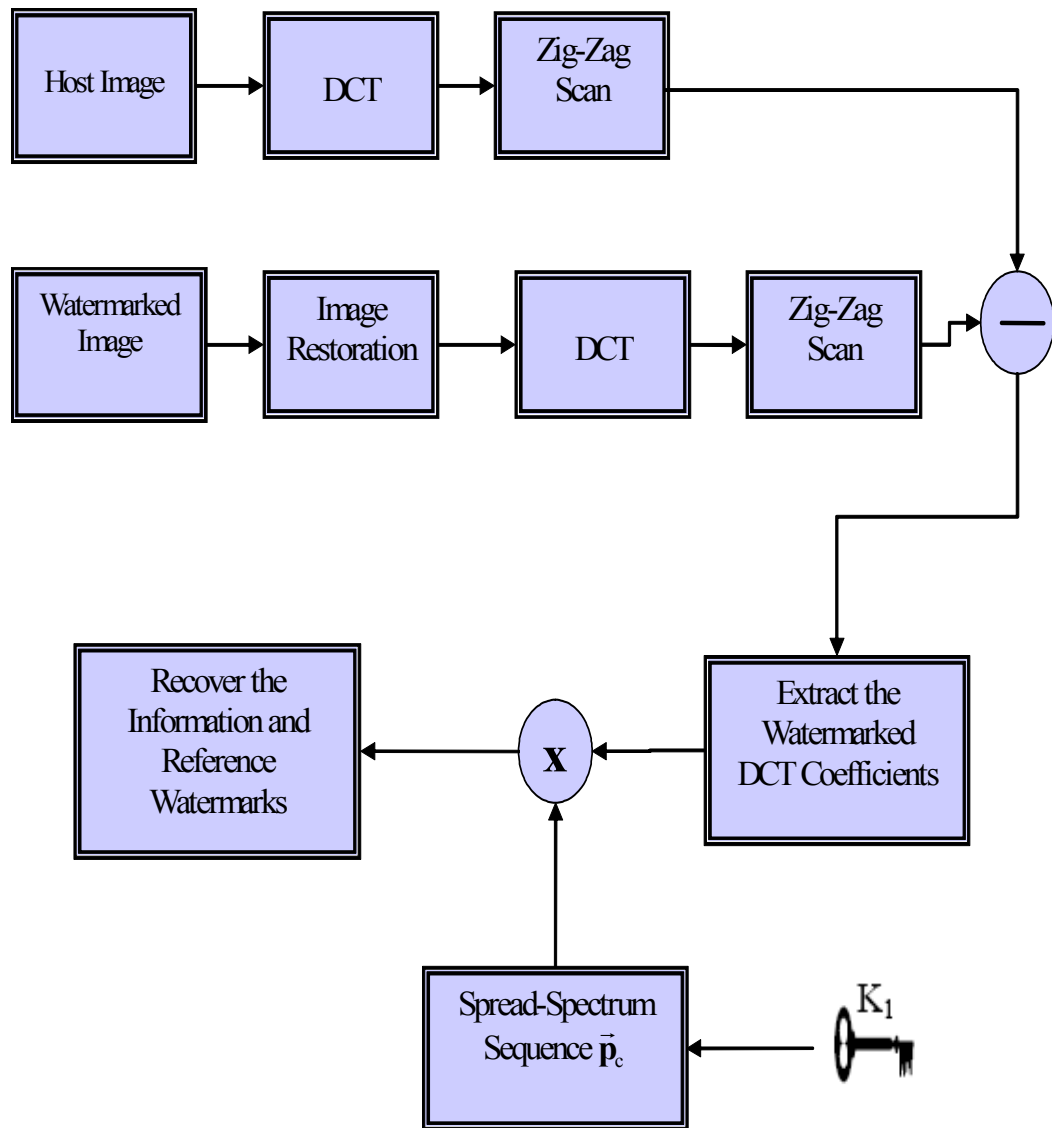 Host Image
DCT
Zig-Zag
Scan
Watermarked
Image
Image
Restoration
DCT
Zig-Zag
Scan
Recover the
Information and
Reference
Watermarks
x
Extract the
Watermarked
DCT Coefficients
Spread-Spectrum
Sequence p⃗c
K1